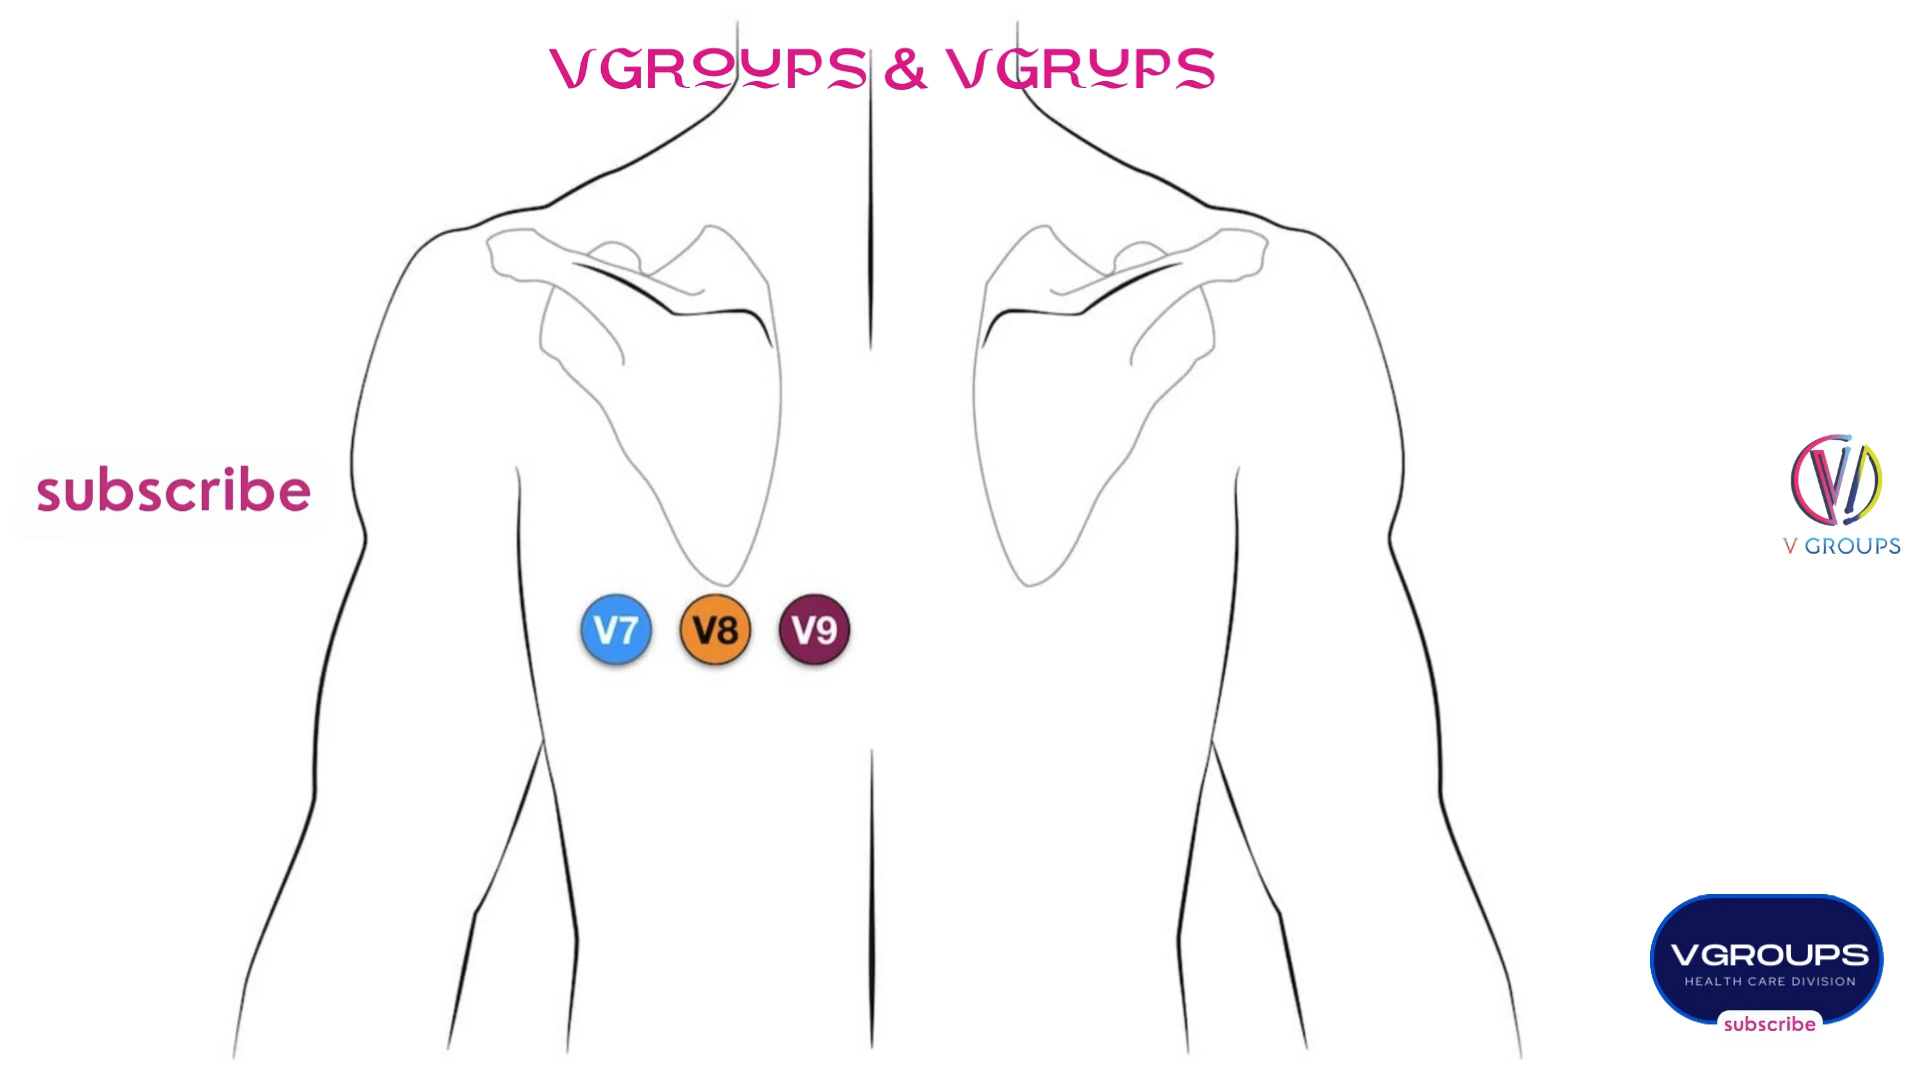 VGROUPS & VGRUPS
subscribe
V GROUPS
V7 V8 V9
VGROUPS
HEALTH CARE DIVISION
subscribe